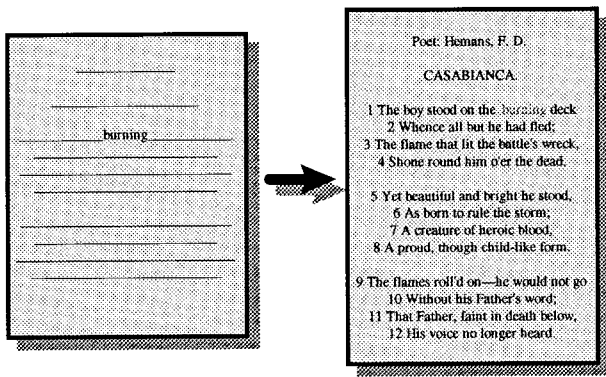 burning
Poet: Hemans, F. D.
CASABIANCA.
1 The boy stood on the burning deck
2 Whence all but he had fled;
3 The flame that lit the battle's wreck,
4 Shone round him o'er the dead.
5 Yet beautiful and bright he stood,
6 As born to rule the storm;
7 A creature of heroic blood,
8 A proud, though child-like form.
9 The flames roll'd on—he would not go
10 Without his Father's word;
11 That Father, faint in death below,
12 His voice no longer heard.